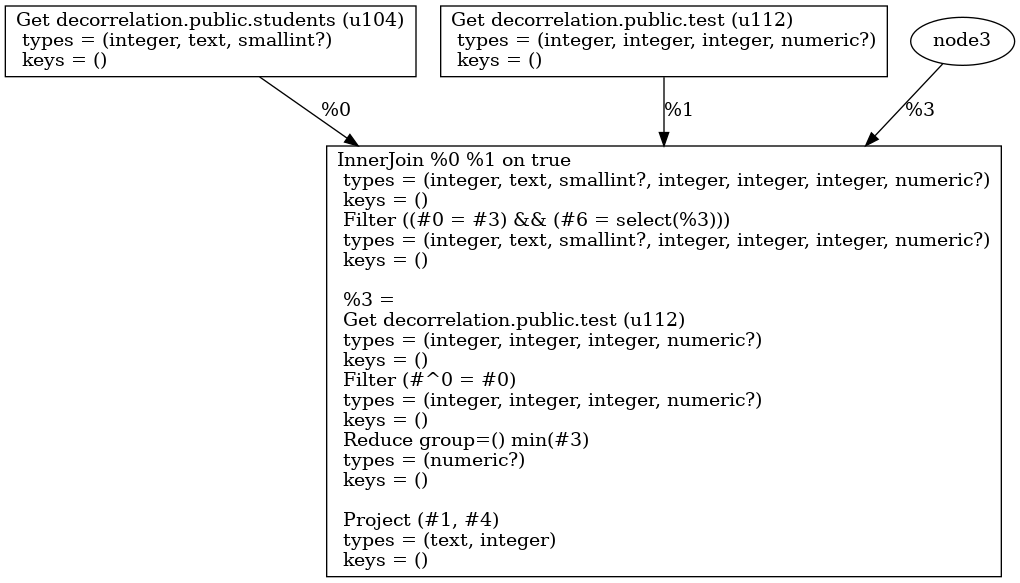 Get decorrelation.public.students (u104)
types = (integer, text, smallint?)
keys = ()
Get decorrelation.public.test (u112)
types = (integer, integer, integer, numeric?)
keys = ()
node3
%0
%1
%3
InnerJoin %0 %1 on true
types = (integer, text, smallint?, integer, integer, integer, numeric?)
keys = ()
Filter ((#0 = #3) && (#6 = select(%3)))
types = (integer, text, smallint?, integer, integer, integer, numeric?)
keys = ()
%3 =
Get decorrelation.public.test (u112)
types = (integer, integer, integer, numeric?)
keys = ()
Filter (#^0 = #0)
types = (integer, integer, integer, numeric?)
keys = ()
Reduce group=() min(#3)
types = (numeric?)
keys = ()
Project (#1, #4)
types = (text, integer)
keys = ()